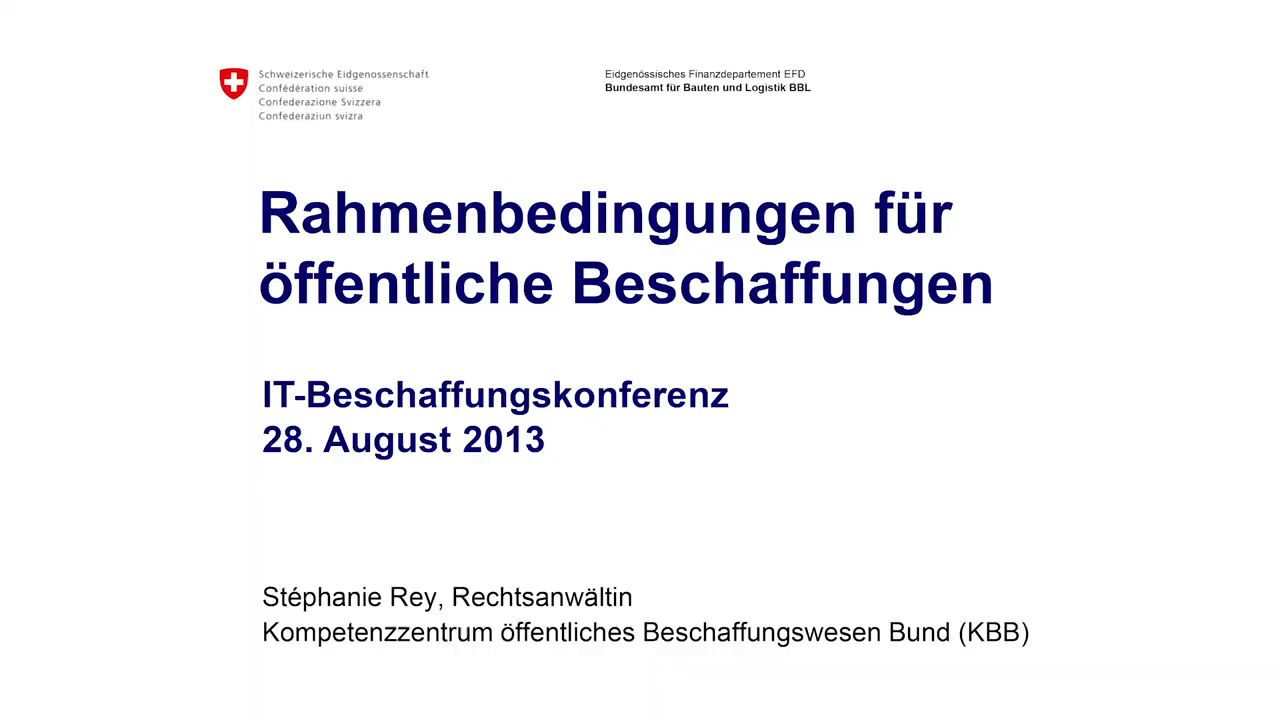 Schweizerische Eidgenossenschaft
Confédération suisse
Confederazione Svizzera
Confederaziun svizra
Eidgenössisches Finanzdepartement EFD
Bundesamt für Bauten und Logistik BBL
Rahmenbedingungen für
öffentliche Beschaffungen
IT-Beschaffungskonferenz
28. August 2013
Stéphanie Rey, Rechtsanwältin
Kompetenzzentrum öffentliches Beschaffungswesen Bund (KBB)